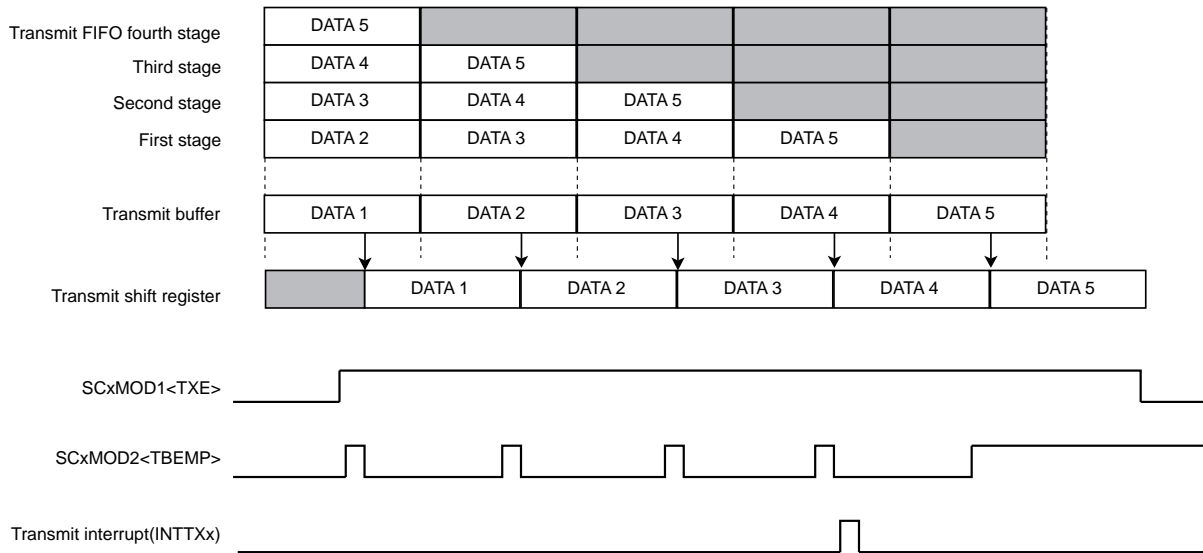 Transmit FIFO fourth stage DATA 5
Third stage DATA 4 DATA 5
Second stage DATA 3 DATA 4 DATA 5
First stage DATA 2 DATA 3 DATA 4 DATA 5
Transmit buffer DATA 1 DATA 2 DATA 3 DATA 4 DATA 5
Transmit shift register DATA 1 DATA 2 DATA 3 DATA 4 DATA 5
SCxMOD1<TXE>
SCxMOD2<TBEMP>
Transmit interrupt(INTTXx)